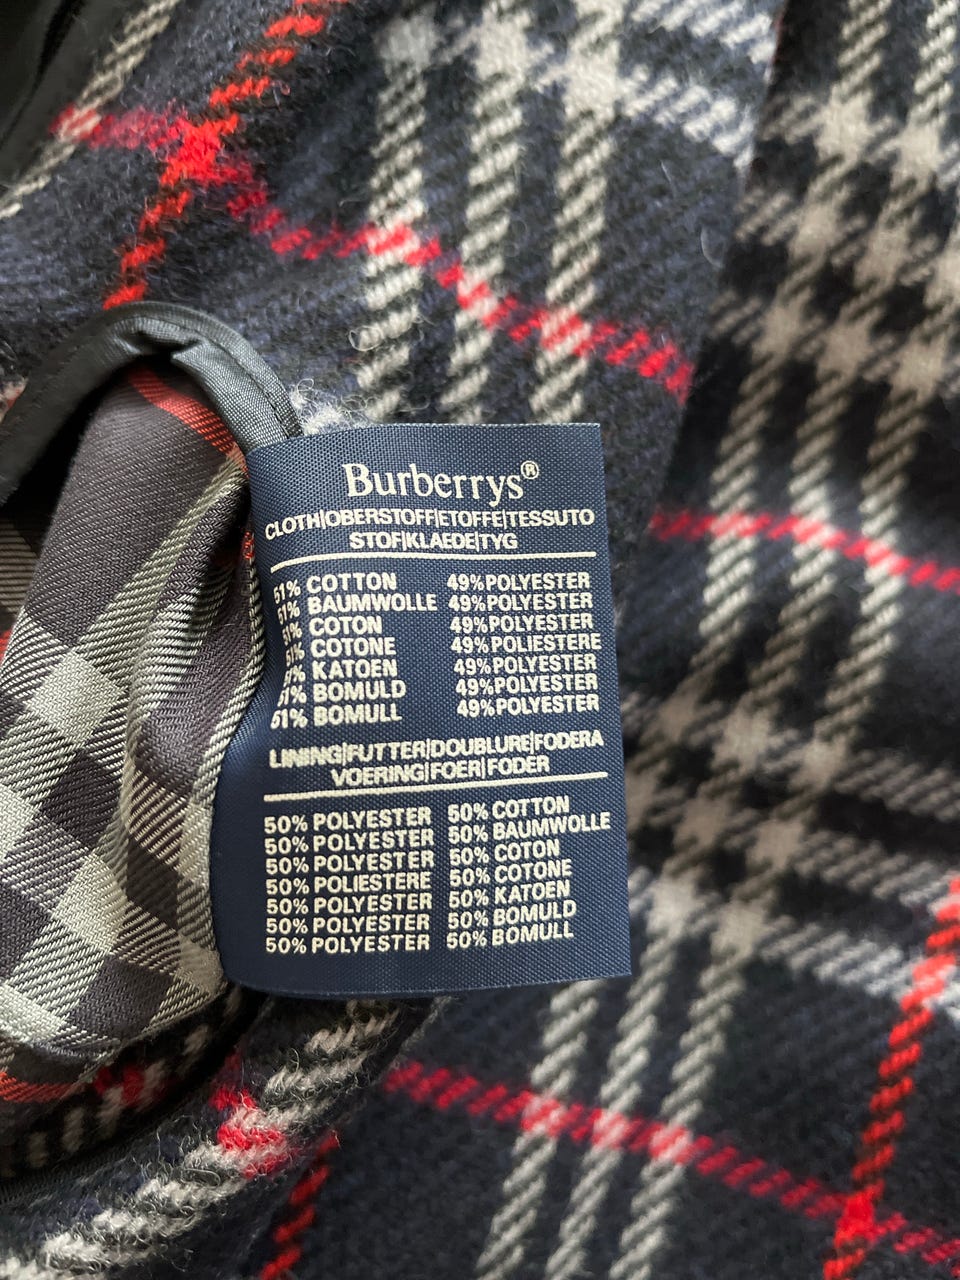 Burberrys®
CLOTH|OBERSTOFF|ETOFFE|TESSUTO
STOF|KLAEDE|TYG
51% COTTON 49% POLYESTER
51% BAUMWOLLE 49% POLYESTER
51% COTON 49% POLYESTER
51% COTONE 49% POLIESTERE
51% KATOEN 49% POLYESTER
51% BOMULD 49% POLYESTER
51% BOMULL 49% POLYESTER
LINING|FUTTER|DOUBLURE|FODERA
VOERING|FOER|FODER
50% POLYESTER 50% COTTON
50% POLYESTER 50% BAUMWOLLE
50% POLYESTER 50% COTON
50% POLIESTERE 50% COTONE
50% POLYESTER 50% KATOEN
50% POLYESTER 50% BOMULD
50% POLYESTER 50% BOMULL